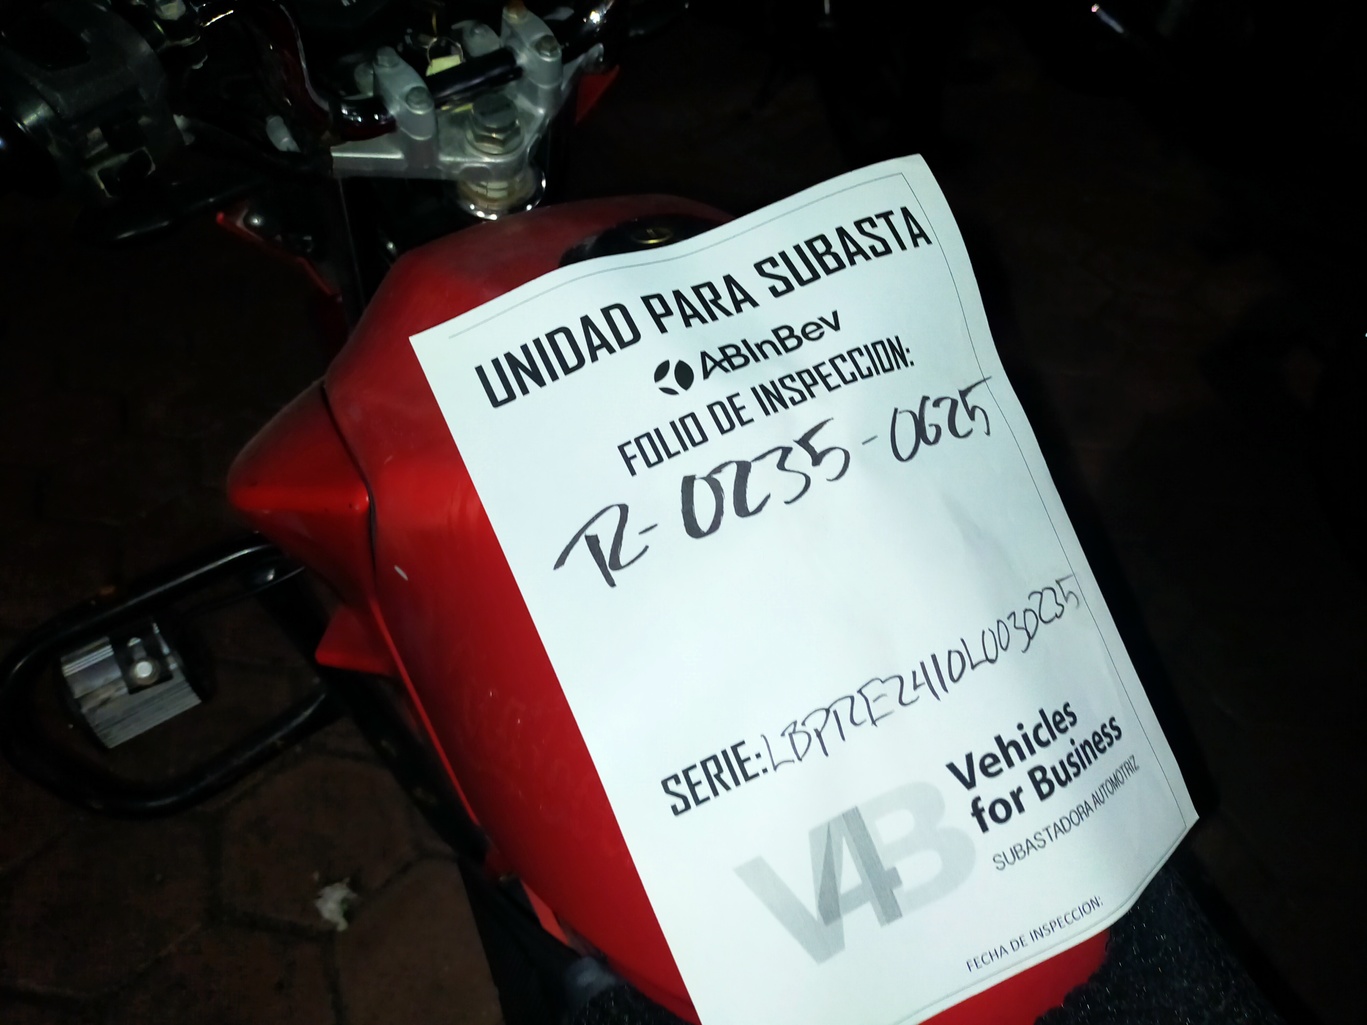 UNIDAD PARA SUBASTA
ABInBev
FOLIO DE INSPECCION:
R-0235-0625
SERIE: LBPRE2410L0030235
V4B
Vehicles
for Business
SUBASTADORA AUTOMOTRIZ
FECHA DE INSPECCION: